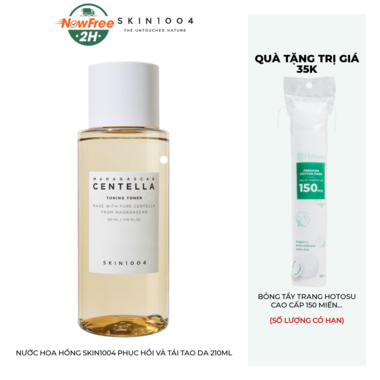 NowFree
2H
SKIN1004
THE UNTOUCHED NATURE
QUÀ TẶNG TRỊ GIÁ
35K
MADAGASCAR
CENTELLA
TONING TONER
MADE WITH PURE CENTELLA
FROM MADAGASCAR
SKIN1004
150
BÔNG TẨY TRANG HOTOSU
CAO CẤP 150 MIẾNG...
(SỐ LƯỢNG CÓ HẠN)
NƯỚC HOA HỒNG SKIN1004 PHỤC HỒI VÀ TÁI TẠO DA 210ML